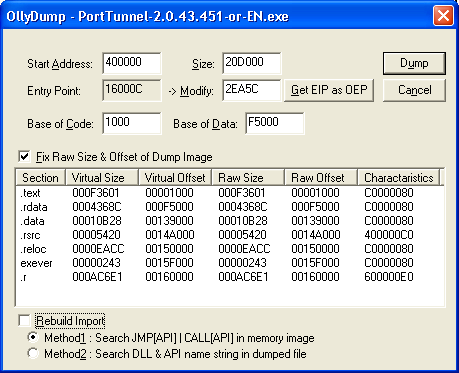 OllyDump - PortTunnel-2.0.43.451-or-EN.exe
Start Address: 400000 Size: 20D000 Dump
Entry Point: 16000C -> Modify: 2EA5C Get EIP as OEP Cancel
Base of Code: 1000 Base of Data: F5000
Fix Raw Size & Offset of Dump Image
Section Virtual Size Virtual Offset Raw Size Raw Offset Charactaristics
.text 000F3601 00001000 000F3601 00001000 C0000080
.rdata 0004368C 000F5000 0004368C 000F5000 C0000080
.data 00010B28 00139000 00010B28 00139000 C0000080
.rsrc 00005420 0014A000 00005420 0014A000 400000C0
.reloc 0000EACC 00150000 0000EACC 00150000 C0000080
exever 00000243 0015F000 00000243 0015F000 C0000080
.r 000AC6E1 00160000 000AC6E1 00160000 600000E0
Rebuild Import
Method1 : Search JMP[API] | CALL[API] in memory image
Method2 : Search DLL & API name string in dumped file